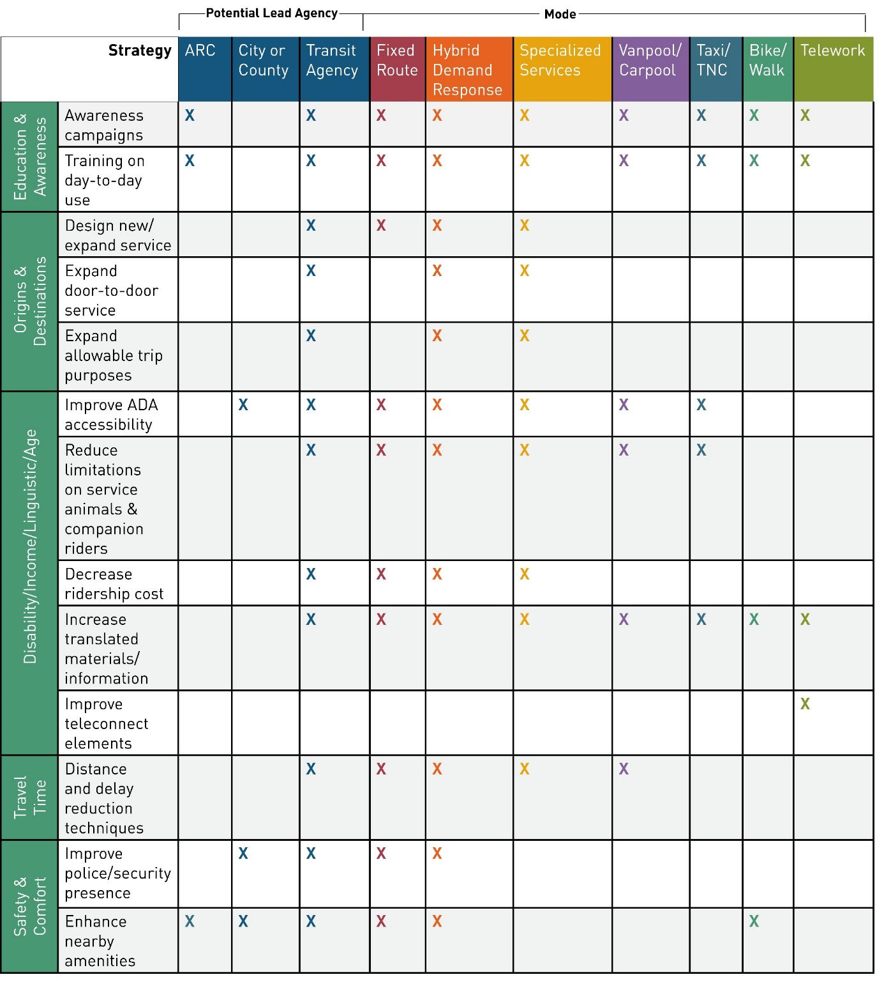 Potential Lead Agency
Mode
Strategy
ARC
City or
County
Transit
Agency
Fixed
Route
Hybrid
Demand
Response
Specialized
Services
Vanpool/
Carpool
Taxi/
TNC
Bike/
Walk
Telework
Education &
Awareness
Awareness
campaigns
X X X X X X X X X
Training on
day-to-day
use
X X X X X X X X X
Origins &
Destinations
Design new/
expand service
X X X X
Expand
door-to-door
service
X X X
Expand
allowable trip
purposes
X X X
Disability/Income/Linguistic/Age
Improve ADA
accessibility
X X X X X X X
Reduce
limitations
on service
animals &
companion
riders
X X X X X X
Decrease
ridership cost
X X X X
Increase
translated
materials/
information
X X X X X X X X
Improve
teleconnect
elements
X
Travel
Time
Distance
and delay
reduction
techniques
X X X X X
Safety &
Comfort
Improve
police/security
presence
X X X X
Enhance
nearby
amenities
X X X X X X